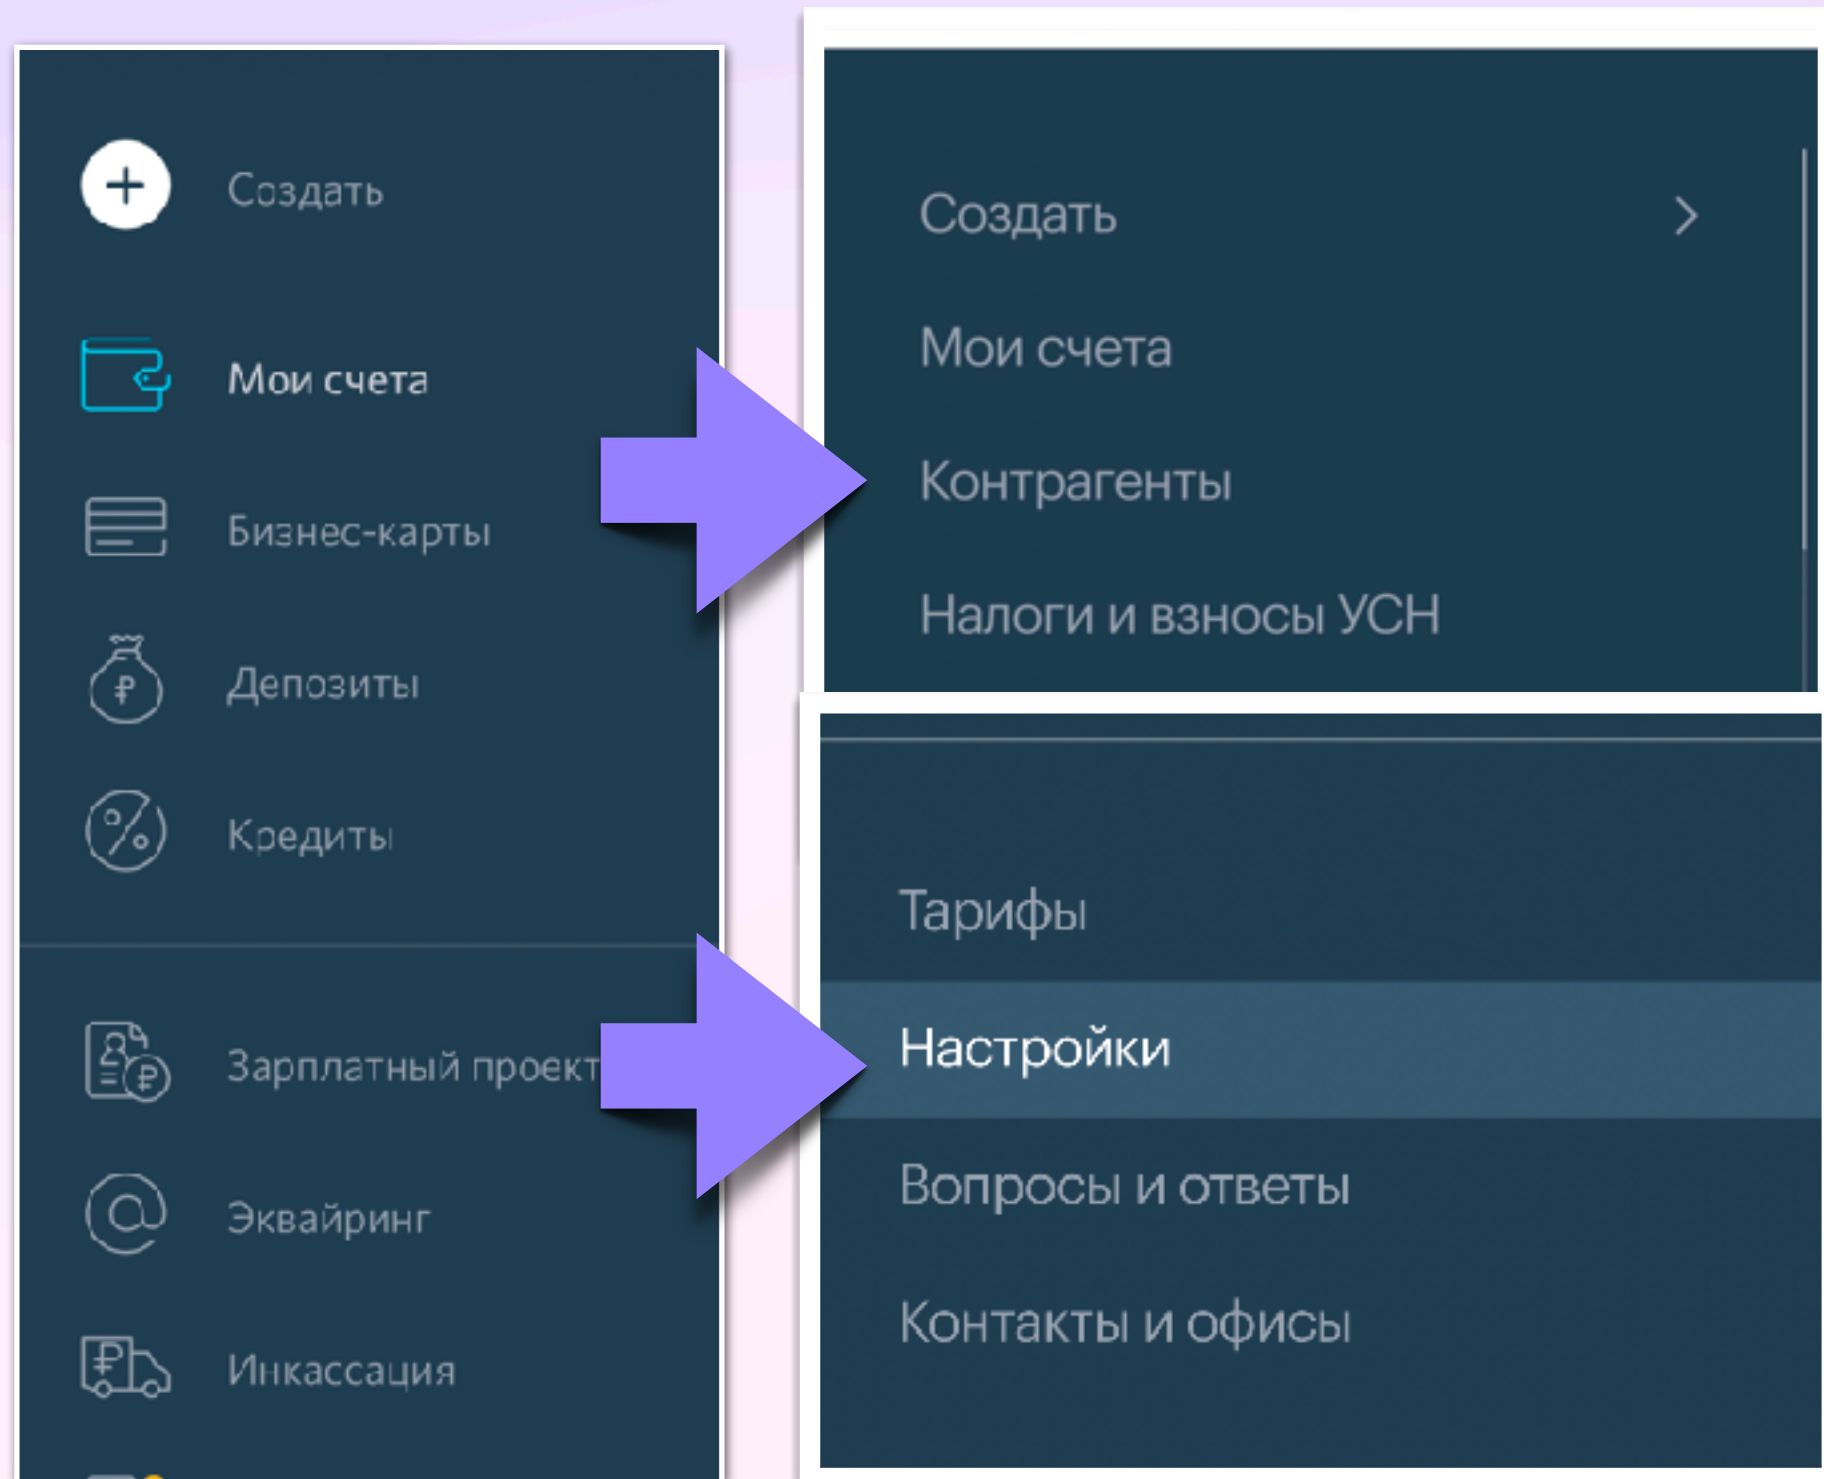 Создать
Мои счета
Бизнес-карты
Депозиты
Кредиты
Зарплатный проект
Эквайринг
Инкассация
Создать
Мои счета
Контрагенты
Налоги и взносы УСН
Тарифы
Настройки
Вопросы и ответы
Контакты и офисы